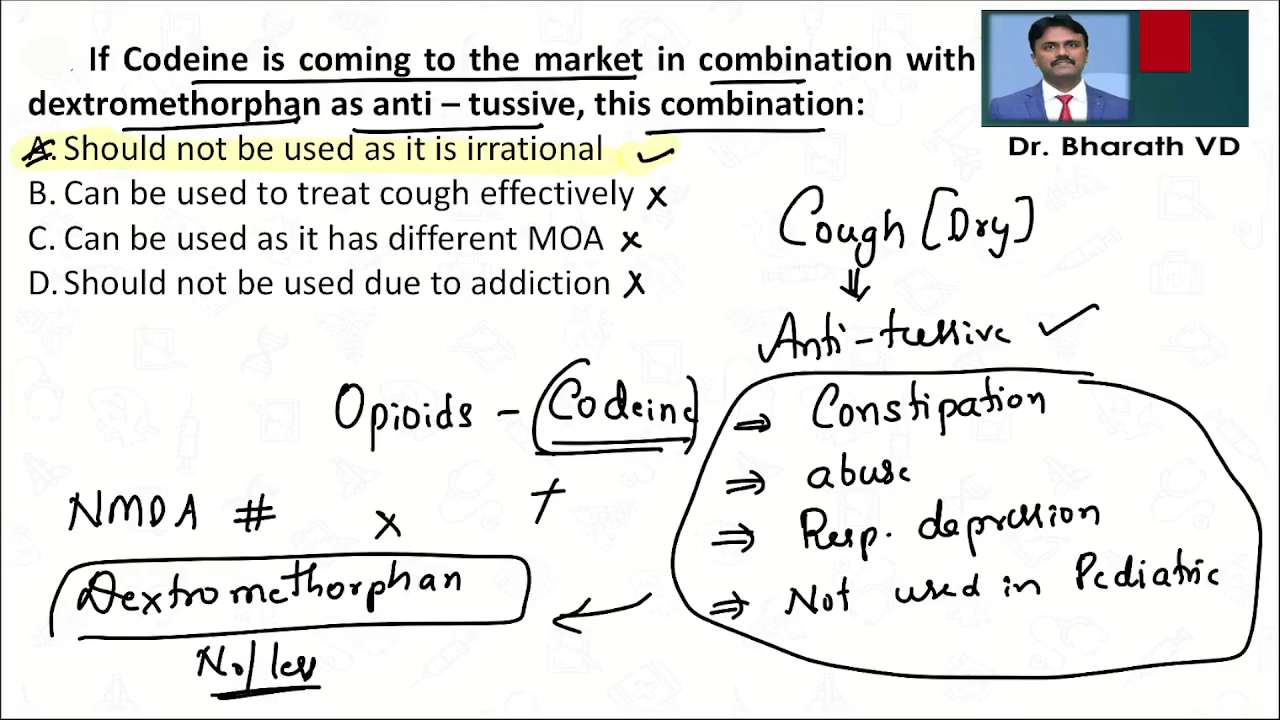 If Codeine is coming to the market in combination with
dextromethorphan as anti – tussive, this combination:
A. Should not be used as it is irrational ✓
B. Can be used to treat cough effectively x
C. Can be used as it has different MOA x
D. Should not be used due to addiction x
Dr. Bharath VD
Cough [Dry]
⇓
Anti-tussive ✓
Opioids - (Codeine)
⇒ Constipation
⇒ abuse
⇒ Resp. depression
⇒ Not used in Pediatric
+
NMDA # x
Dextromethorphan
No/less